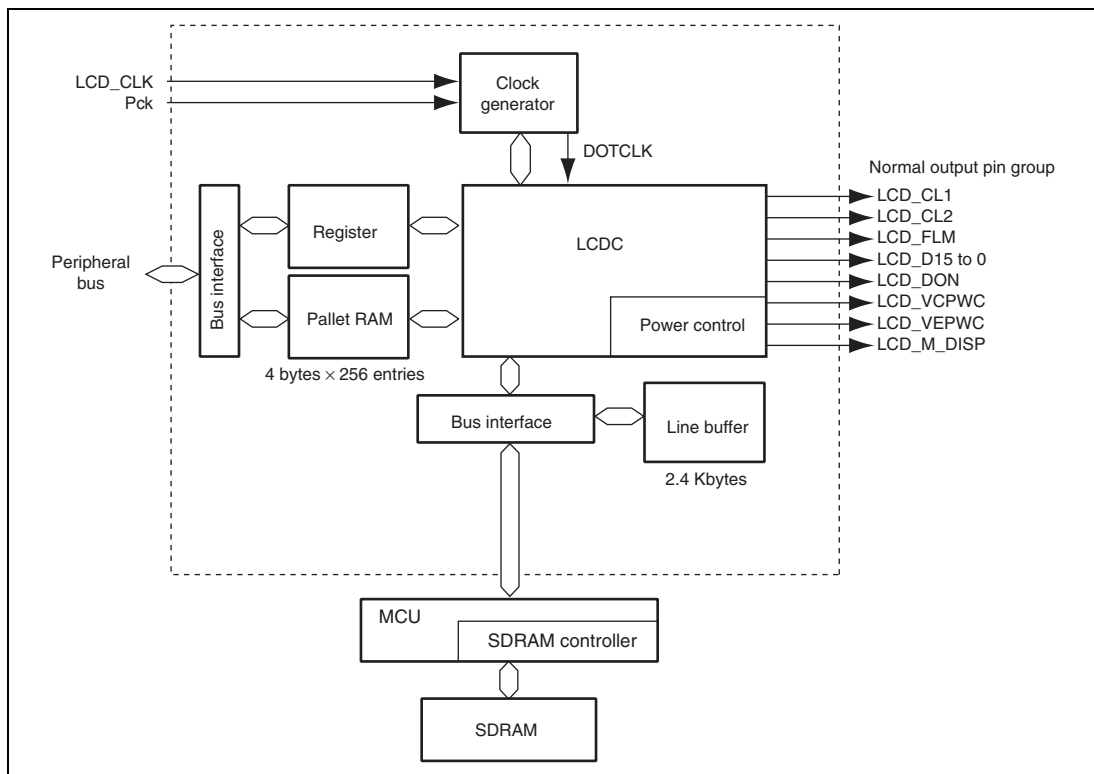 LCD_CLK
Pck
Clock
generator
DOTCLK
Normal output pin group
LCD_CL1
LCD_CL2
LCD_FLM
LCD_D15 to 0
LCD_DON
LCD_VCPWC
LCD_VEPWC
LCD_M_DISP
Peripheral
bus
Bus interface
Register
Pallet RAM
4 bytes × 256 entries
LCDC
Power control
Bus interface
Line buffer
2.4 Kbytes
MCU
SDRAM controller
SDRAM